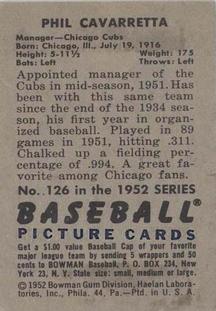 PHIL CAVARRETTA
Manager—Chicago Cubs
Born: Chicago, Ill., July 19, 1916
Height: 5-11½ Weight: 175
Bats: Left Throws: Left
Appointed manager of the
Cubs in mid-season, 1951. Has
been with this same team
since the end of the 1934 sea-
son, his first year in organized
baseball. Played in 89
games in 1951, hitting .311.
Chalked up a fielding per-
centage of .994. A great fa-
vorite among Chicago fans.
No. 126 in the 1952 SERIES
BASEBALL
PICTURE CARDS
Get a $1.00 value Baseball Cap of your favorite
major league team by sending 5 wrappers and 50
cents to BOWMAN Baseball, P. O. BOX 234, New
York 23, N. Y. STATE SIZE: small, medium or large.
©1952 Bowman Gum Division, Haelan Labora-
tories, Inc., Phila. 44, Pa.—Ptd. in U. S. A.